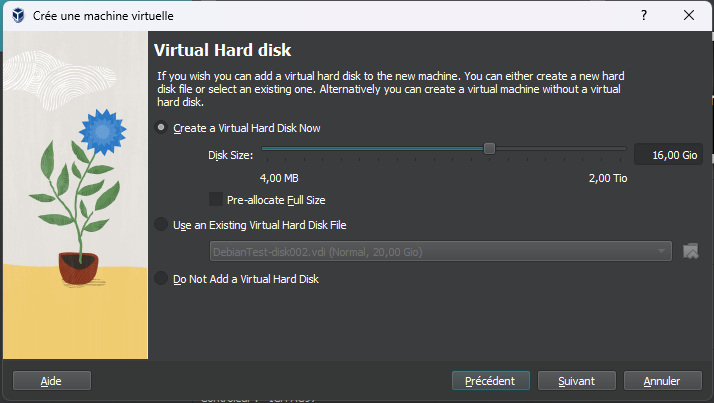 Crée une machine virtuelle
?
Virtual Hard disk
If you wish you can add a virtual hard disk to the new machine. You can either create a new hard
disk file or select an existing one. Alternatively you can create a virtual machine without a virtual
hard disk.
Create a Virtual Hard Disk Now
Disk Size:
16,00 Gio
4,00 MB
2,00 Tio
Pre-allocate Full Size
Use an Existing Virtual Hard Disk File
DebianTest-disk002.vdi (Normal, 20,00 Gio)
Do Not Add a Virtual Hard Disk
Aide
Précédent
Suivant
Annuler